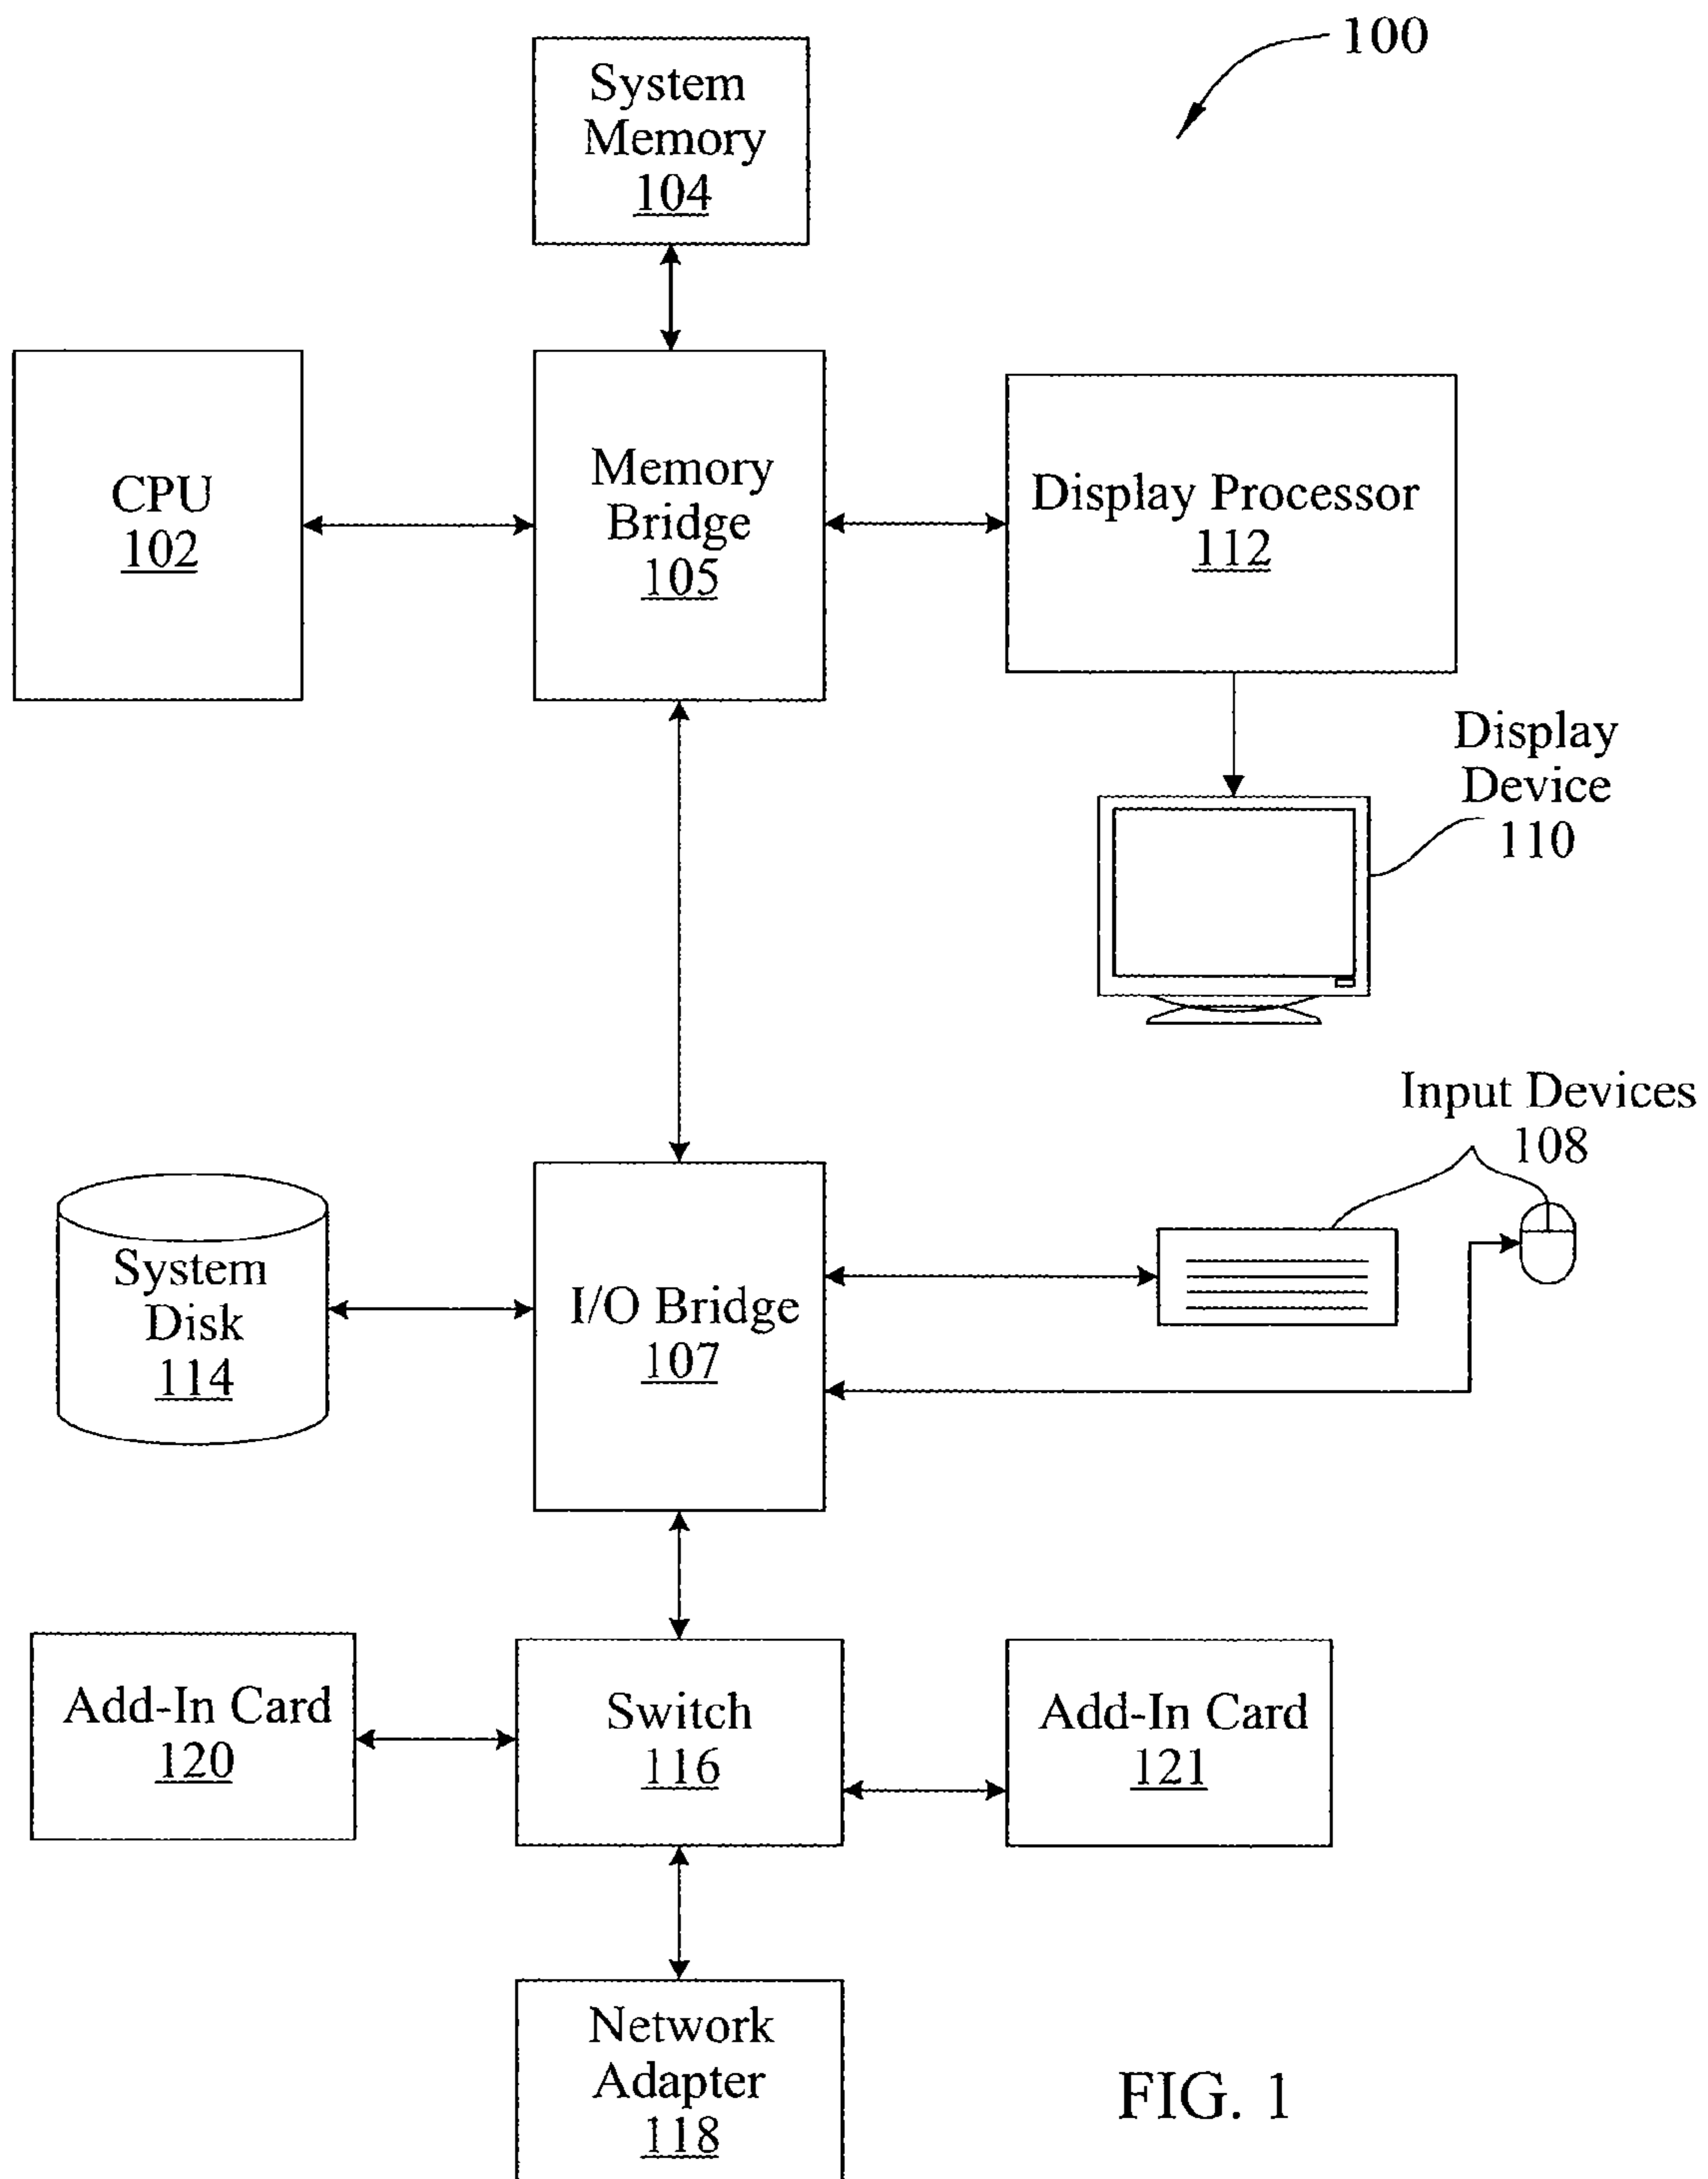 100
System
Memory
104
CPU
102
Memory
Bridge
105
Display Processor
112
Display
Device
110
Input Devices
108
System
Disk
114
I/O Bridge
107
Add-In Card
120
Switch
116
Add-In Card
121
Network
Adapter
118
FIG. 1